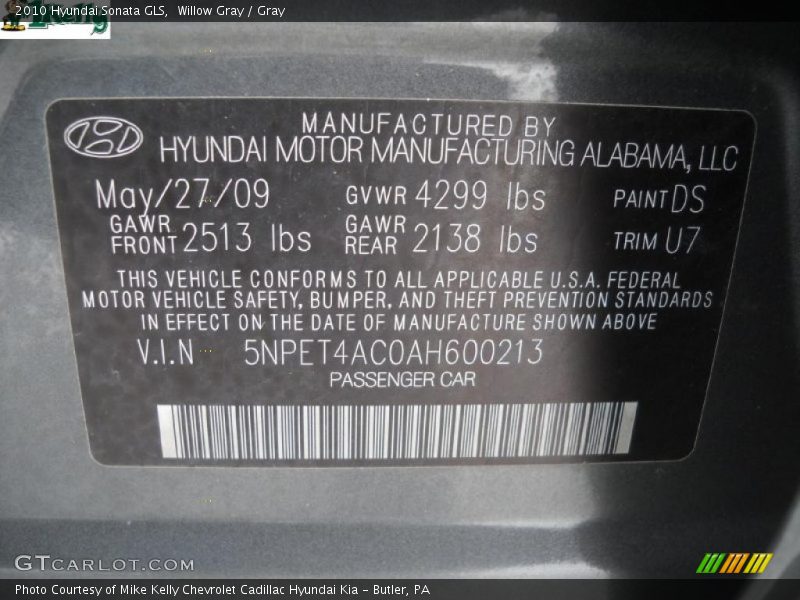 2010 Hyundai Sonata GLS,  Willow Gray / Gray
MANUFACTURED BY
HYUNDAI MOTOR MANUFACTURING ALABAMA, LLC
May/27/09 GVWR 4299 lbs PAINT DS
GAWR FRONT 2513 lbs GAWR REAR 2138 lbs TRIM U7
THIS VEHICLE CONFORMS TO ALL APPLICABLE U.S.A. FEDERAL
MOTOR VEHICLE SAFETY, BUMPER, AND THEFT PREVENTION STANDARDS
IN EFFECT ON THE DATE OF MANUFACTURE SHOWN ABOVE
V.I.N 5NPET4AC0AH600213
PASSENGER CAR
GTCARLOT.COM
Photo Courtesy of Mike Kelly Chevrolet Cadillac Hyundai Kia – Butler, PA